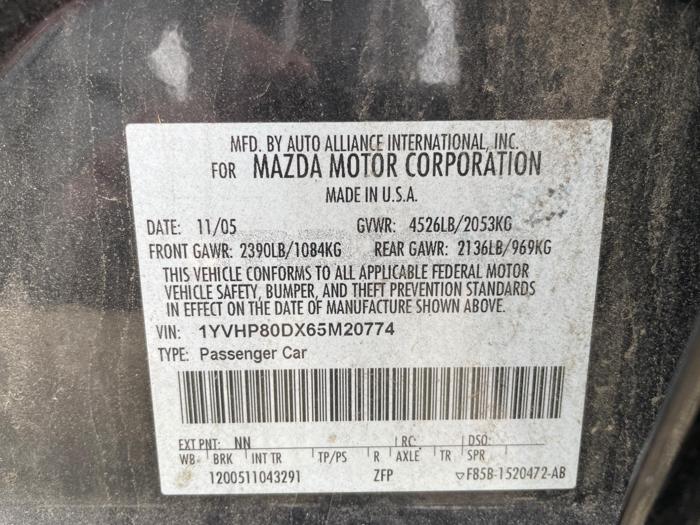 MFD. BY AUTO ALLIANCE INTERNATIONAL, INC.
FOR MAZDA MOTOR CORPORATION
MADE IN U.S.A.
DATE: 11/05 GVWR: 4526LB/2053KG
FRONT GAWR: 2390LB/1084KG REAR GAWR: 2136LB/969KG
THIS VEHICLE CONFORMS TO ALL APPLICABLE FEDERAL MOTOR
VEHICLE SAFETY, BUMPER, AND THEFT PREVENTION STANDARDS
IN EFFECT ON THE DATE OF MANUFACTURE SHOWN ABOVE.
VIN: 1YVHP80DX65M20774
TYPE: Passenger Car
EXT PNT: NN RC: DSO:
WB BRK INT TR TP/PS R AXLE TR SPR
1200511043291 ZFP ▽F85B-1520472-AB